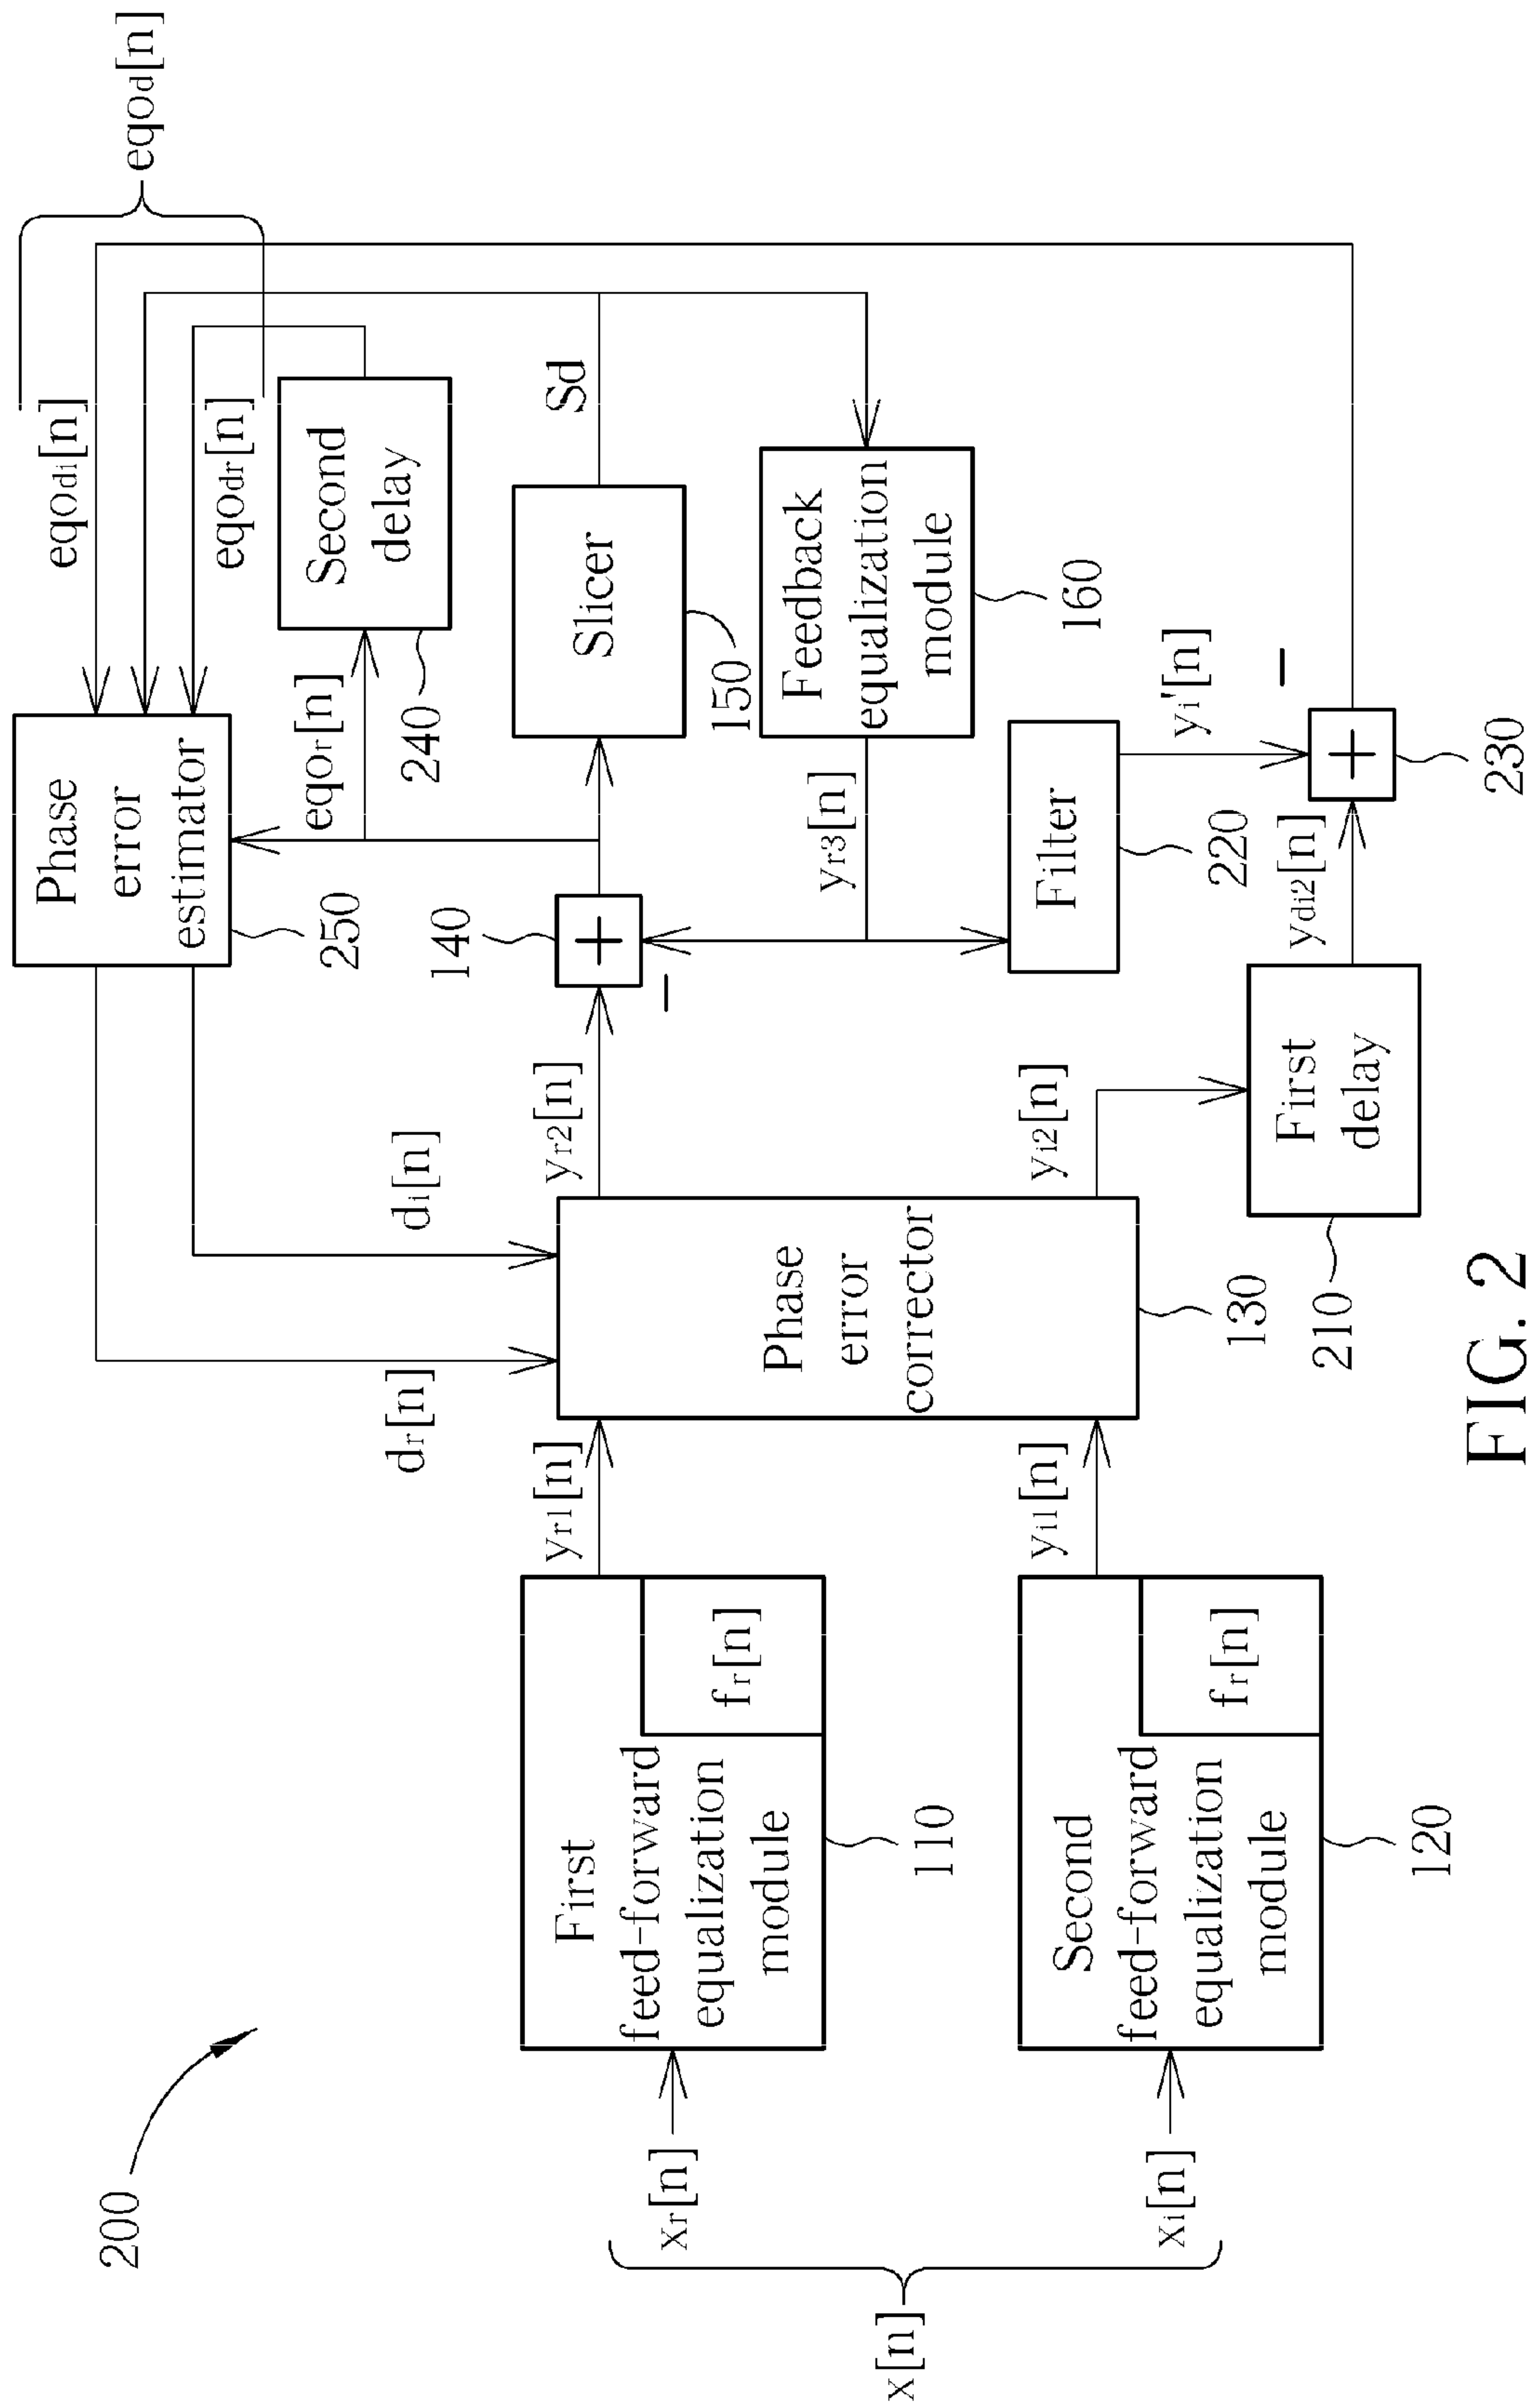 200
x[n]
xr[n]
xi[n]
First
feed-forward
equalization
module
fr[n]
110
Second
feed-forward
equalization
module
fr[n]
120
yr1[n]
yi1[n]
dr[n]
di[n]
Phase
error
corrector
130
yr2[n]
yi2[n]
First
delay
210
140
−
Phase
error
estimator
250
eqor[n]
Second
delay
240
eqodi[n]
eqodr[n]
eqod[n]
Slicer
150
Sd
Feedback
equalization
module
160
yr3[n]
Filter
220
yi'[n]
ydi2[n]
−
230
+
+
FIG. 2